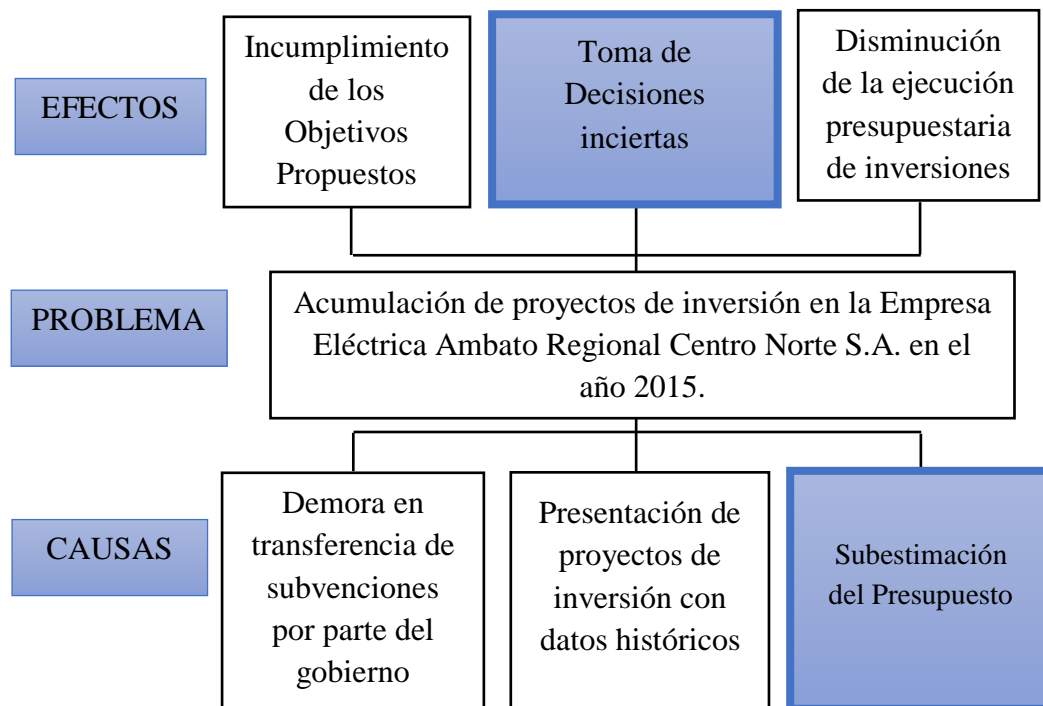 EFECTOS
Incumplimiento
de los
Objetivos
Propuestos
Toma de
Decisiones
inciertas
Disminución
de la ejecución
presupuestaria
de inversiones
PROBLEMA
Acumulación de proyectos de inversión en la Empresa
Eléctrica Ambato Regional Centro Norte S.A. en el
año 2015.
CAUSAS
Demora en
transferencia de
subvenciones
por parte del
gobierno
Presentación de
proyectos de
inversión con
datos históricos
Subestimación
del Presupuesto